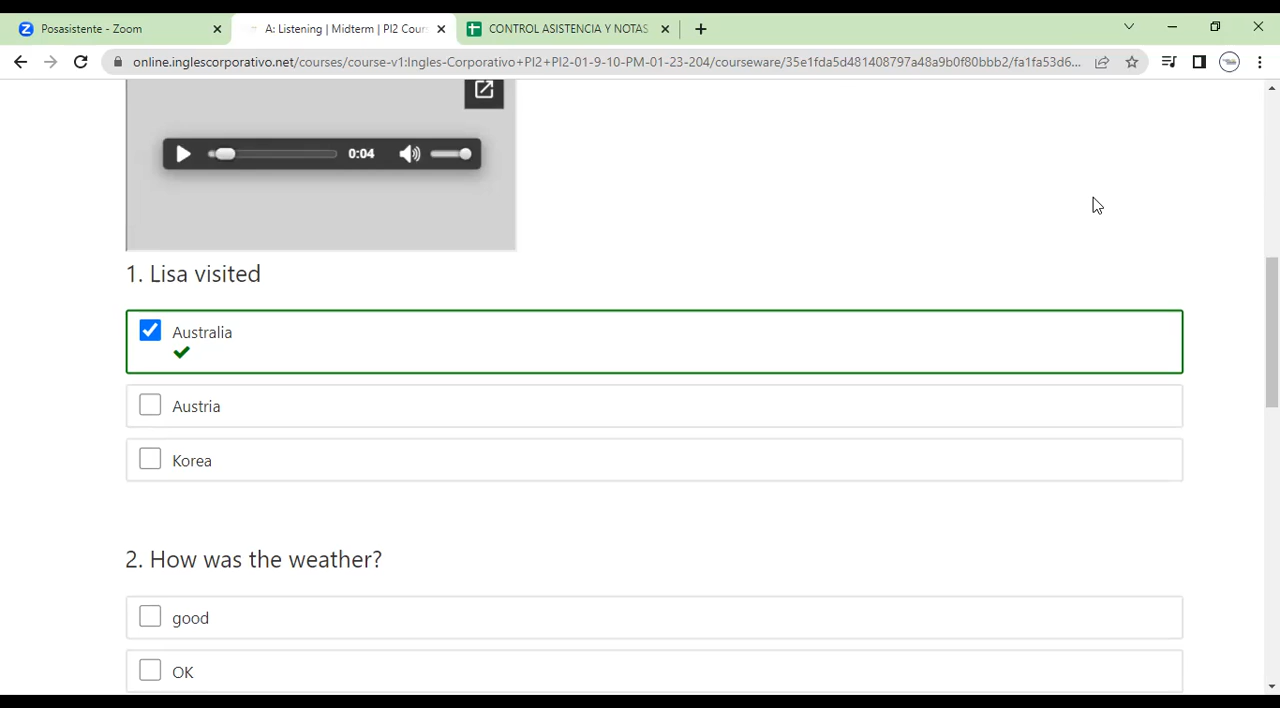 Posasistente - Zoom
A: Listening | Midterm | PI2 Cour
CONTROL ASISTENCIA Y NOTAS
online.inglescorporativo.net/courses/course-v1:Ingles-Corporativo+PI2+PI2-01-9-10-PM-01-23-204/courseware/35e1fda5d481408797a48a9b0f80bbb2/fa1fa53d6...
0:04
1. Lisa visited
Australia
Austria
Korea
2. How was the weather?
good
OK